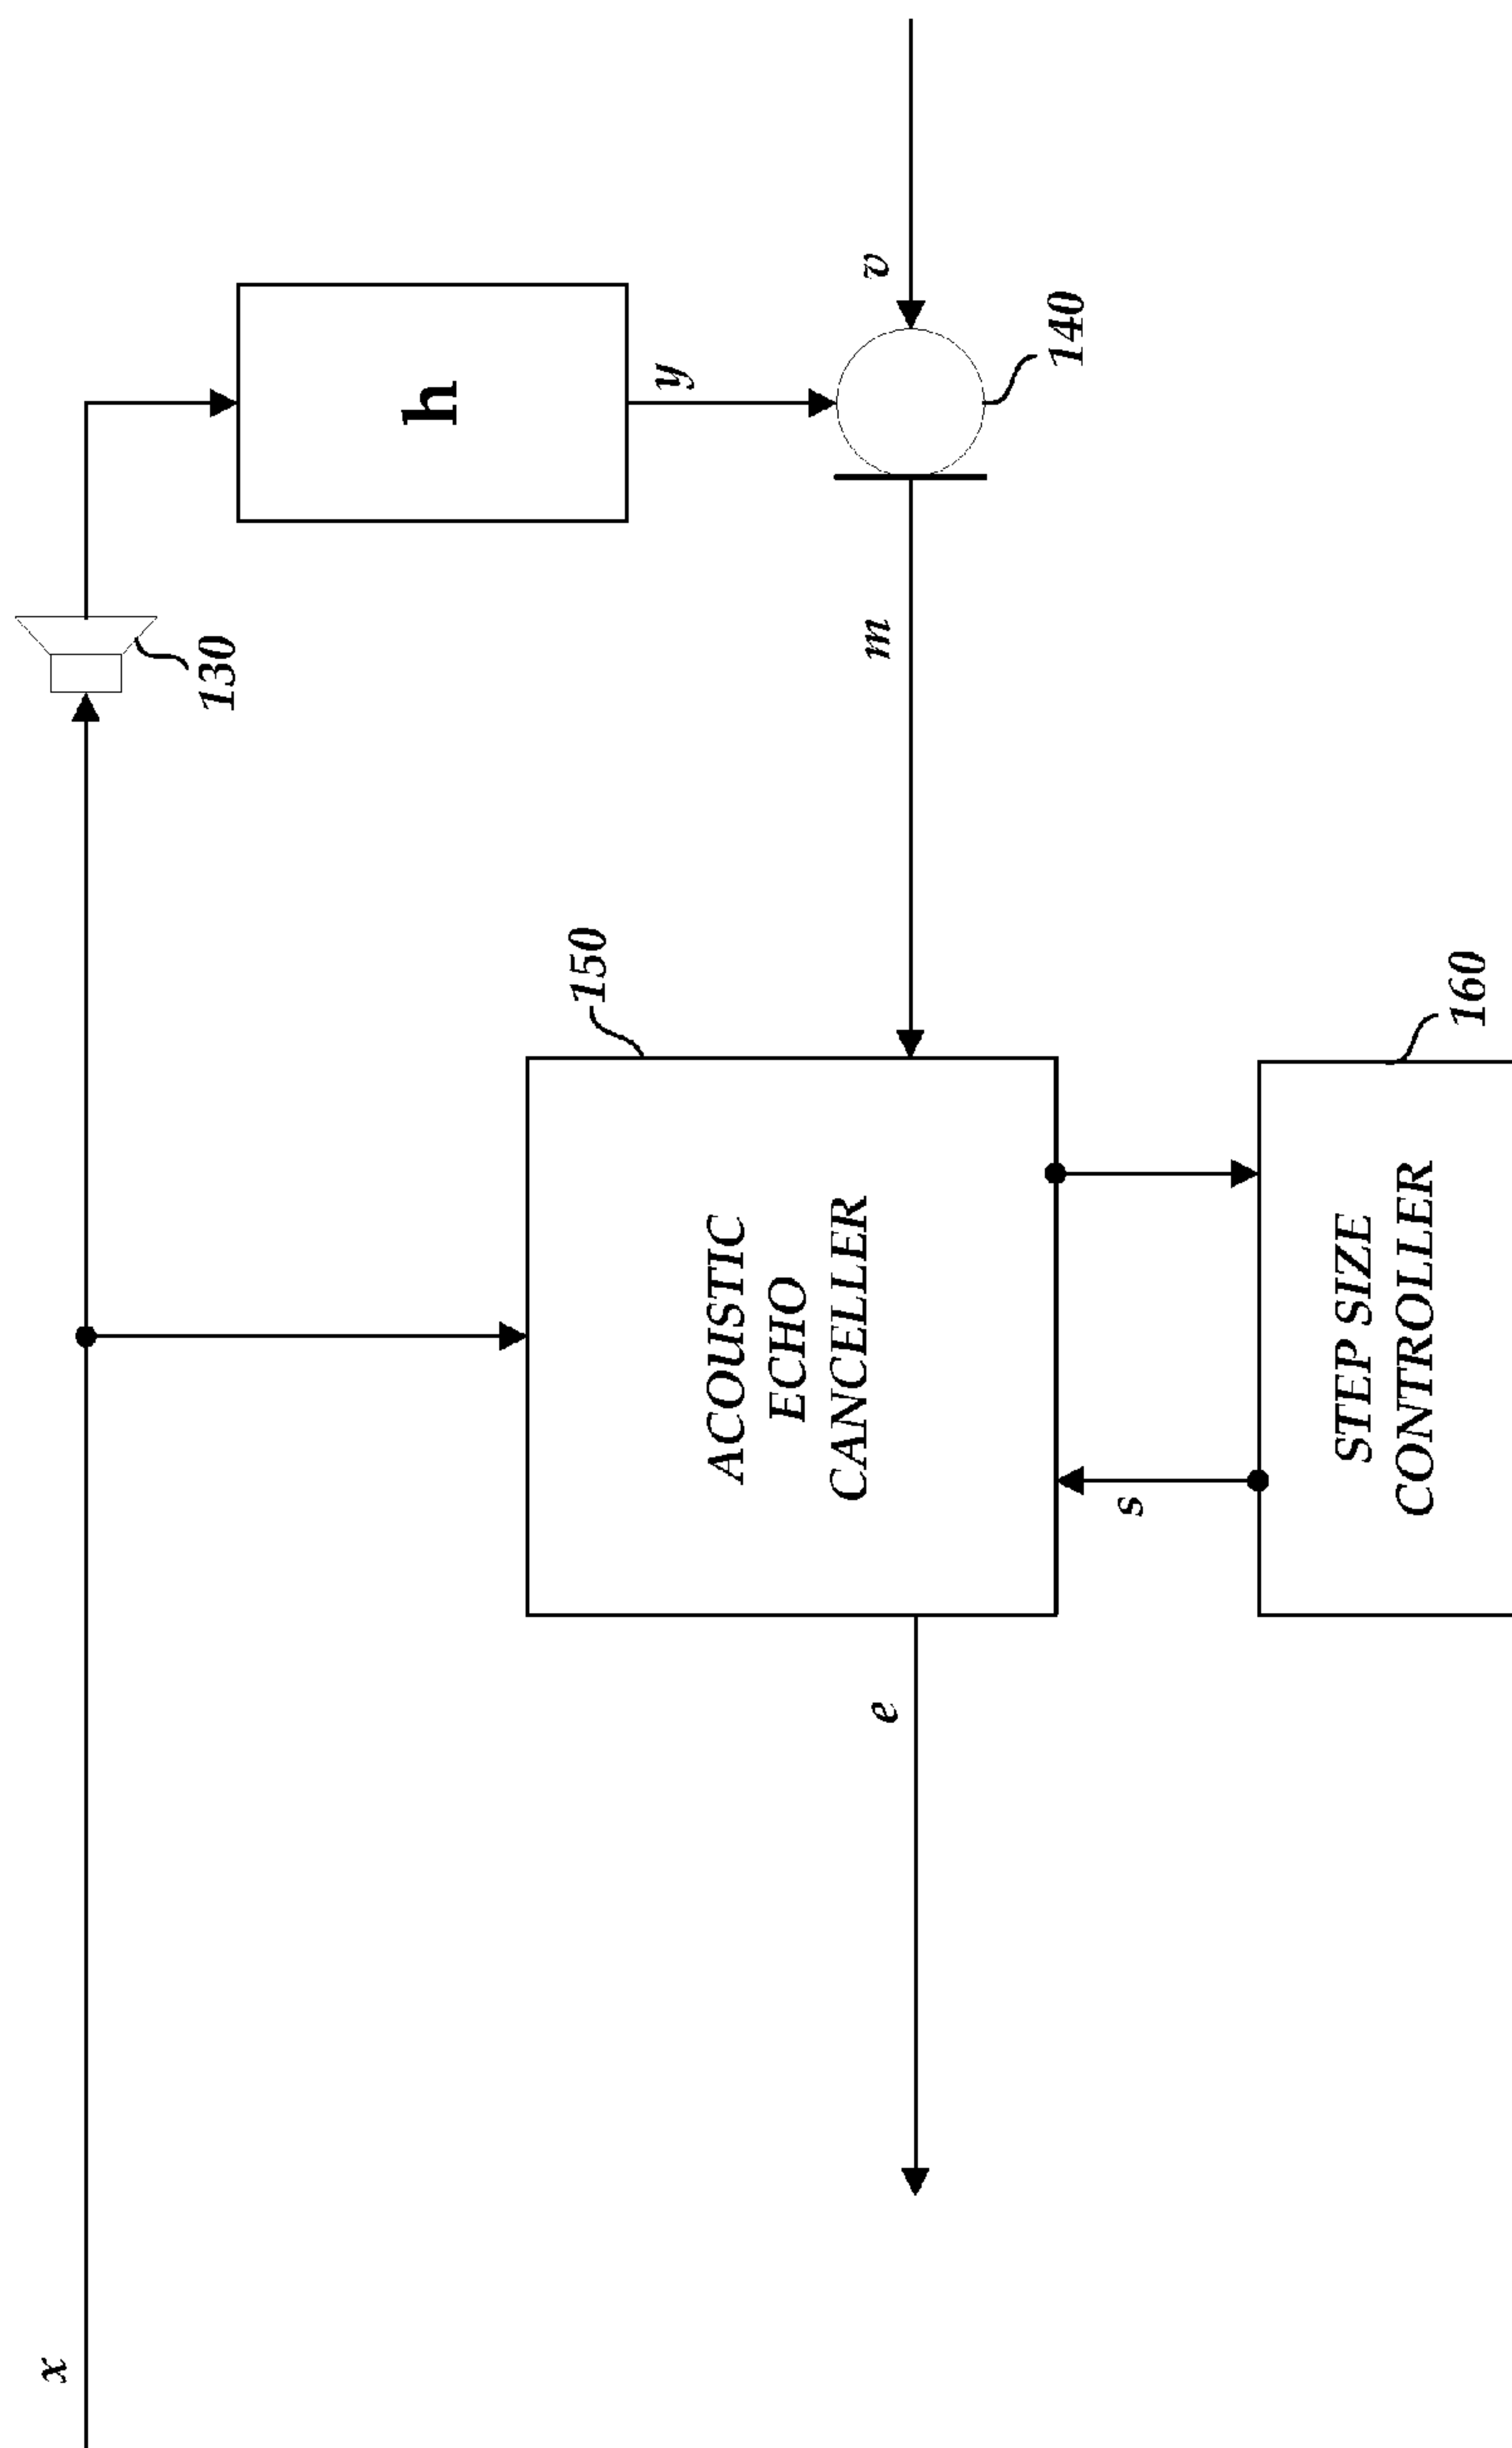 x
130
h
y
v
140
m
150
ACOUSTIC
ECHO
CANCELLER
e
s
160
STEP SIZE
CONTROLLER